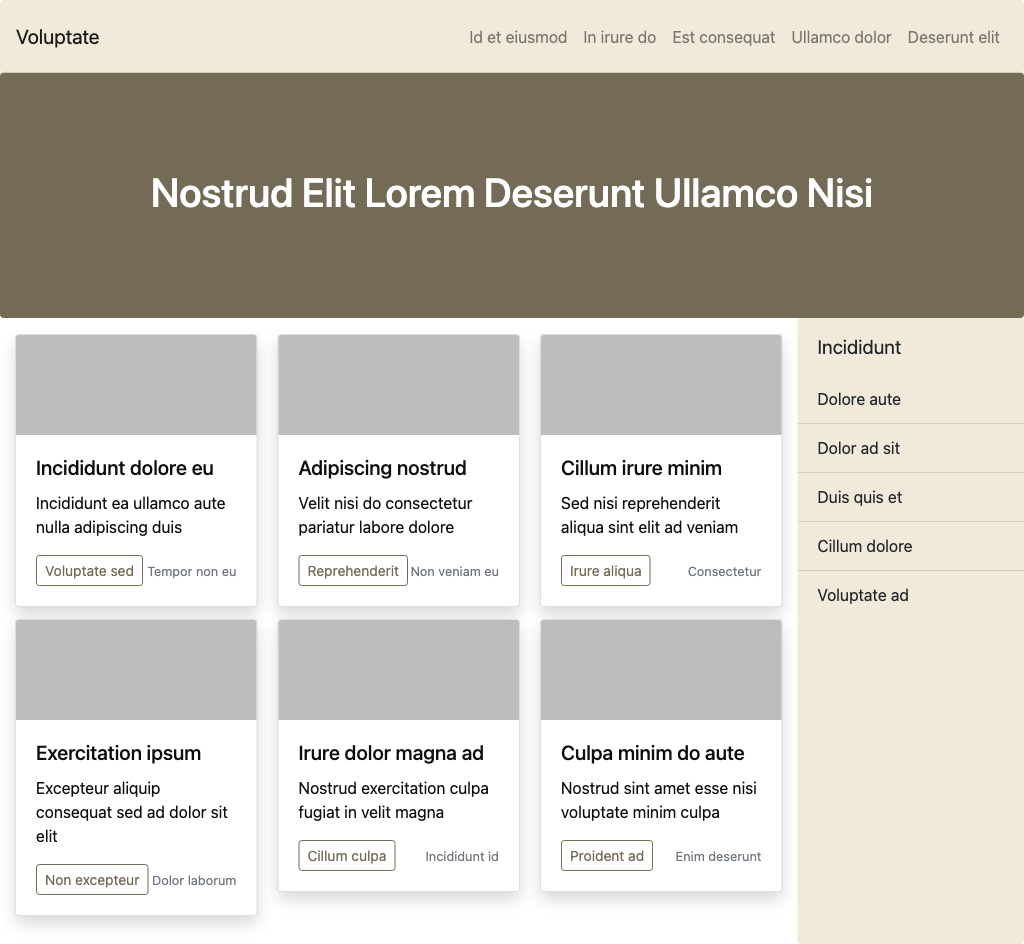 Voluptate
Id et eiusmod
In irure do
Est consequat
Ullamco dolor
Deserunt elit
Nostrud Elit Lorem Deserunt Ullamco Nisi
Incididunt dolore eu
Incididunt ea ullamco aute
nulla adipiscing duis
Voluptate sed
Tempor non eu
Adipiscing nostrud
Velit nisi do consectetur
pariatur labore dolore
Reprehenderit
Non veniam eu
Cillum irure minim
Sed nisi reprehenderit
aliqua sint elit ad veniam
Irure aliqua
Consectetur
Exercitation ipsum
Excepteur aliquip
consequat sed ad dolor sit
elit
Non excepteur
Dolor laborum
Irure dolor magna ad
Nostrud exercitation culpa
fugiat in velit magna
Cillum culpa
Incididunt id
Culpa minim do aute
Nostrud sint amet esse nisi
voluptate minim culpa
Proident ad
Enim deserunt
Incididunt
Dolore aute
Dolor ad sit
Duis quis et
Cillum dolore
Voluptate ad